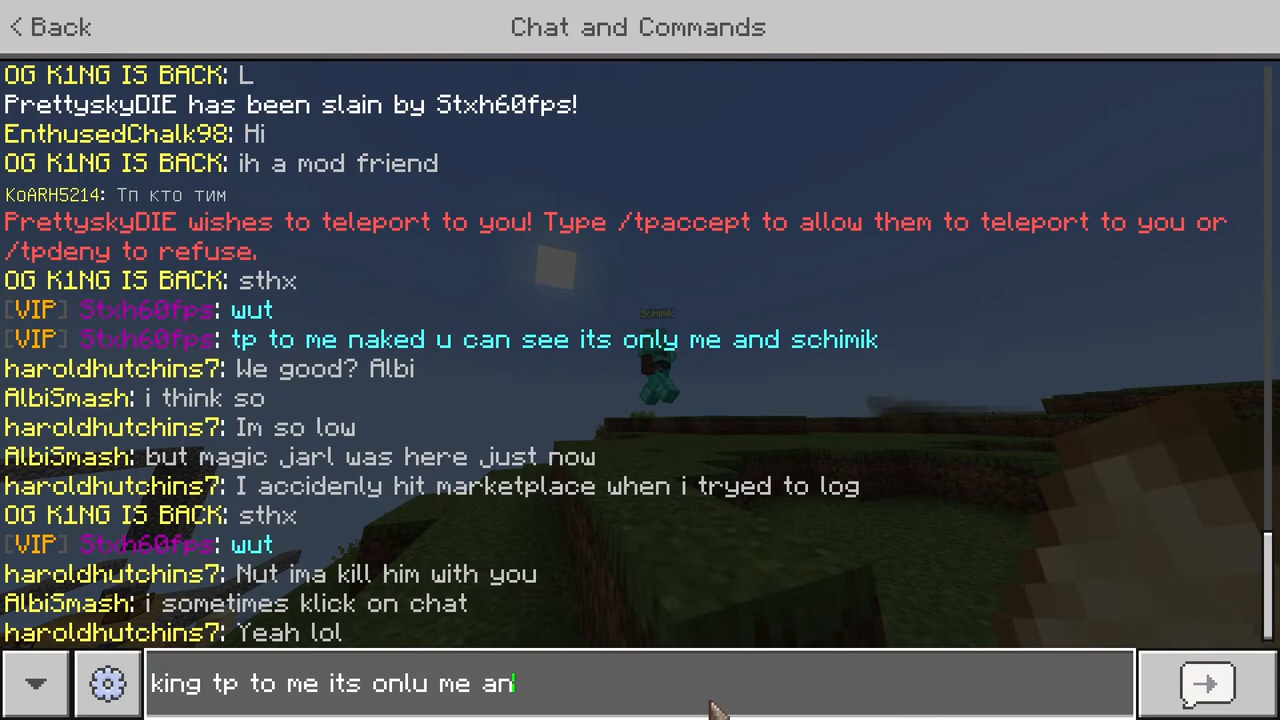 Back
Chat and Commands
OG K1NG IS BACK: L
PrettyskyDIE has been slain by Stxh60fps!
EnthusedChalk98: Hi
OG K1NG IS BACK: ih a mod friend
KoARH5214: Тп кто тим
PrettyskyDIE wishes to teleport to you! Type /tpaccept to allow them to teleport to you or
/tpdeny to refuse.
OG K1NG IS BACK: sthx
[VIP] Stxh60fps: wut
[VIP] Stxh60fps: tp to me naked u can see its only me and schimik
Schimik
haroldhutchins7: We good? Albi
AlbiSmash: i think so
haroldhutchins7: Im so low
AlbiSmash: but magic jarl was here just now
haroldhutchins7: I accidenly hit marketplace when i tryed to log
OG K1NG IS BACK: sthx
[VIP] Stxh60fps: wut
haroldhutchins7: Nut ima kill him with you
AlbiSmash: i sometimes klick on chat
haroldhutchins7: Yeah lol
king tp to me its onlu me an